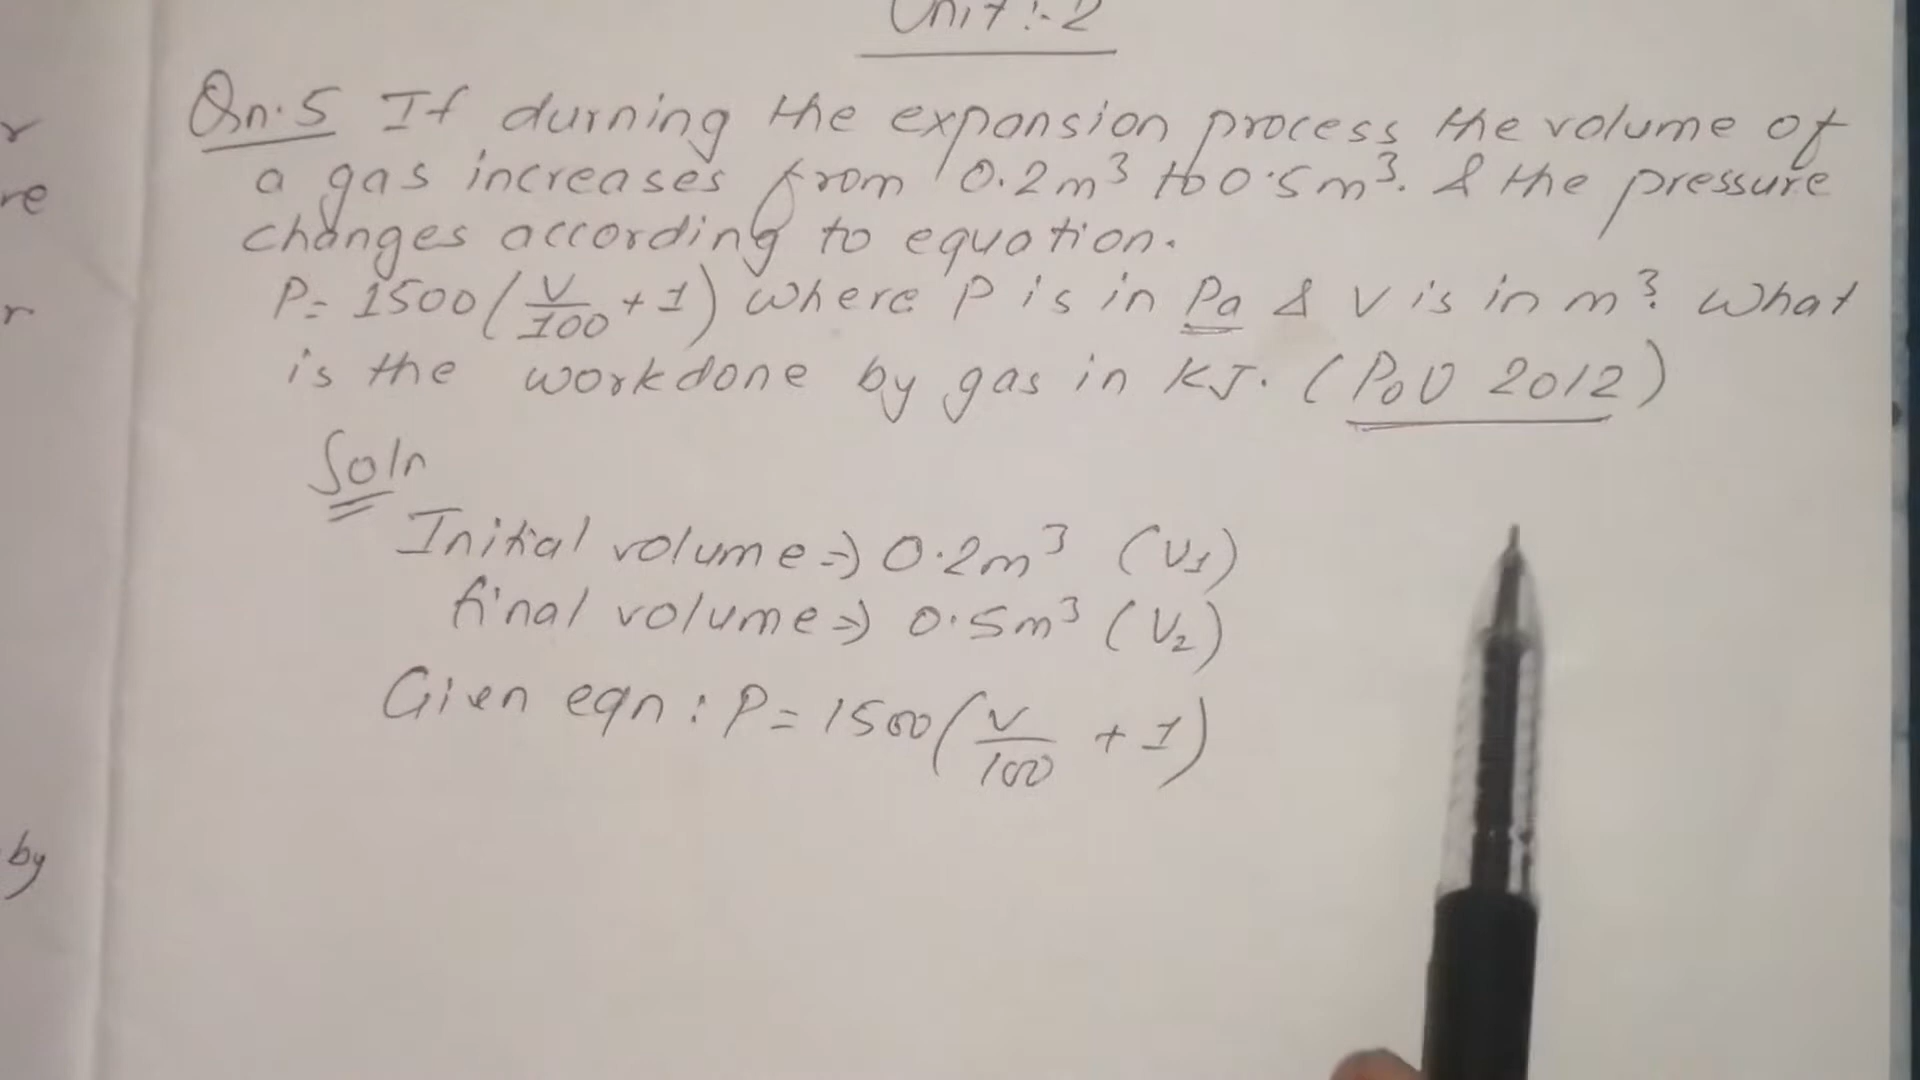 Unit :- 2
Qn.5 If durning the expansion process the volume of
a gas increases from 0.2m³ to 0.5m³. & the pressure
changes according to equation.
P = 1500 (V/100 + 1) where P is in Pa & V is in m³. What
is the workdone by gas in KJ. (PoU 2012)
Soln
Initial volume => 0.2m³ (V1)
final volume => 0.5m³ (V2)
Given eqn : P = 1500 (V/100 + 1)
r
re
r
by